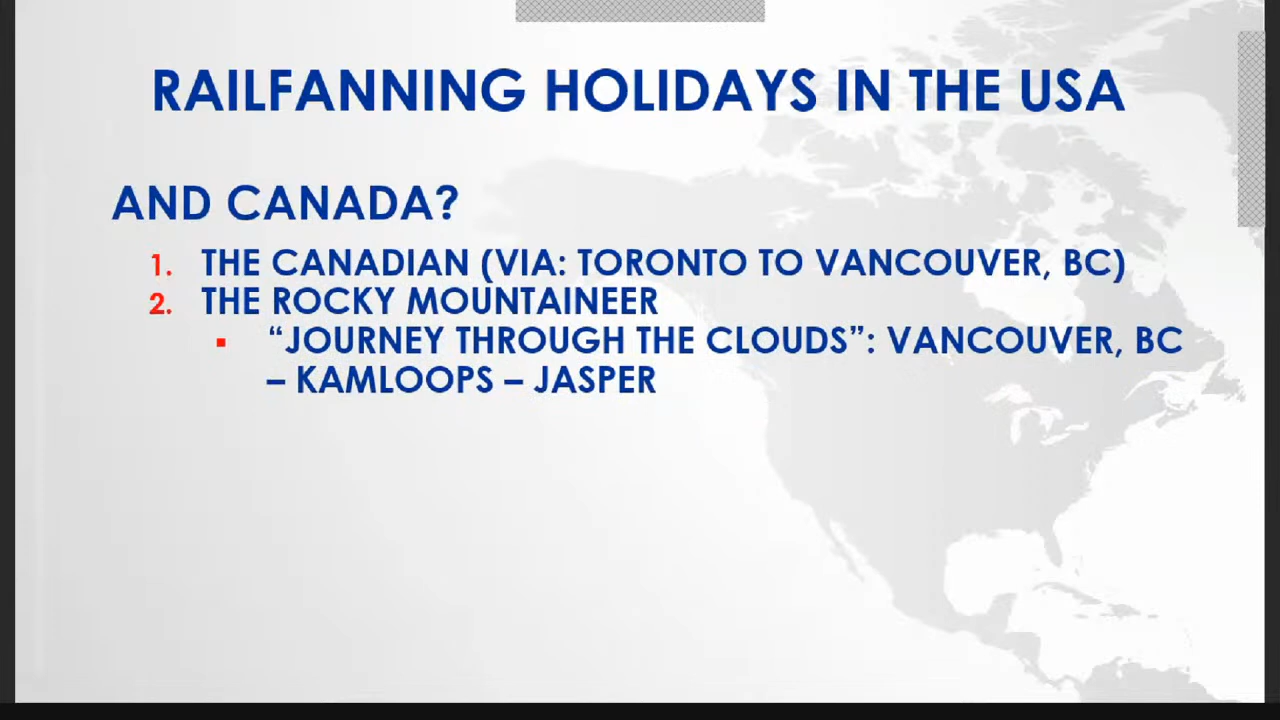 RAILFANNING HOLIDAYS IN THE USA
AND CANADA?
1. THE CANADIAN (VIA: TORONTO TO VANCOUVER, BC)
2. THE ROCKY MOUNTAINEER
▪ “JOURNEY THROUGH THE CLOUDS”: VANCOUVER, BC
– KAMLOOPS – JASPER